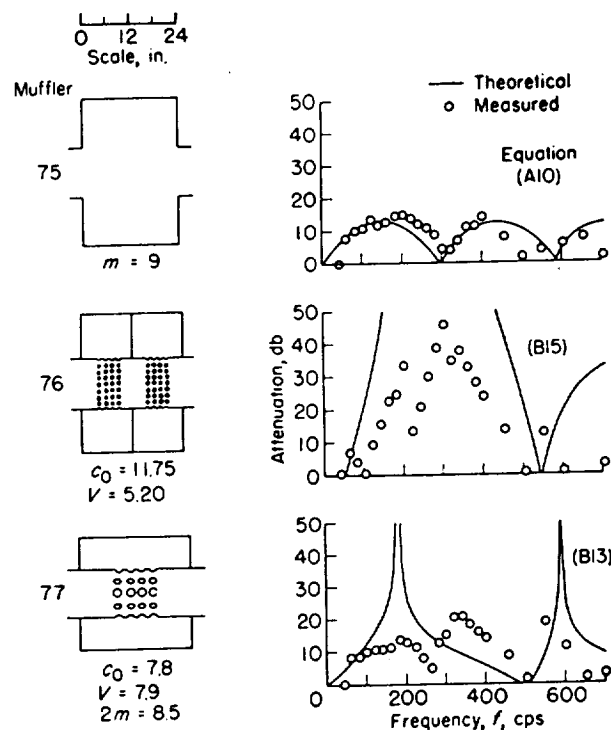 0 12 24
Scale, in.
Muffler
75
m = 9
76
c0 = 11.75
V = 5.20
77
c0 = 7.8
V = 7.9
2m = 8.5
Theoretical
Measured
Equation
(A10)
50
40
30
20
10
0
Attenuation, db
(B15)
50
40
30
20
10
0
(B13)
50
40
30
20
10
0
0 200 400 600
Frequency, f, cps